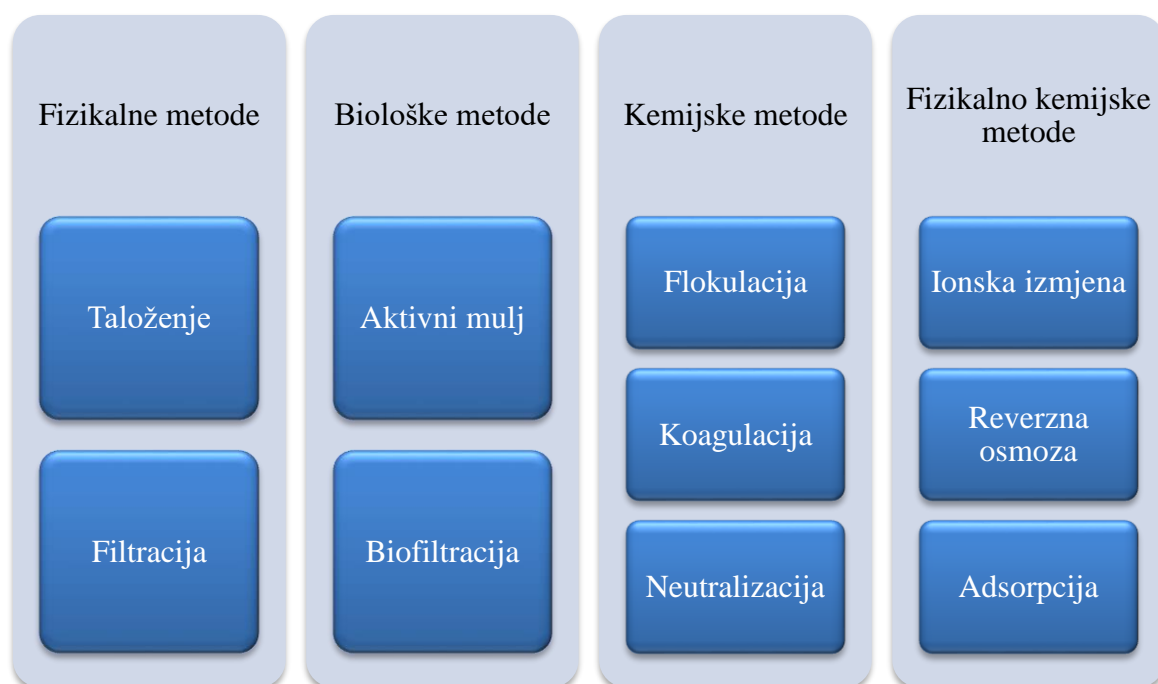 Fizikalne metode
Taloženje
Filtracija
Biološke metode
Aktivni mulj
Biofiltracija
Kemijske metode
Flokulacija
Koagulacija
Neutralizacija
Fizikalno kemijske
metode
Ionska izmjena
Reverzna
osmoza
Adsorpcija